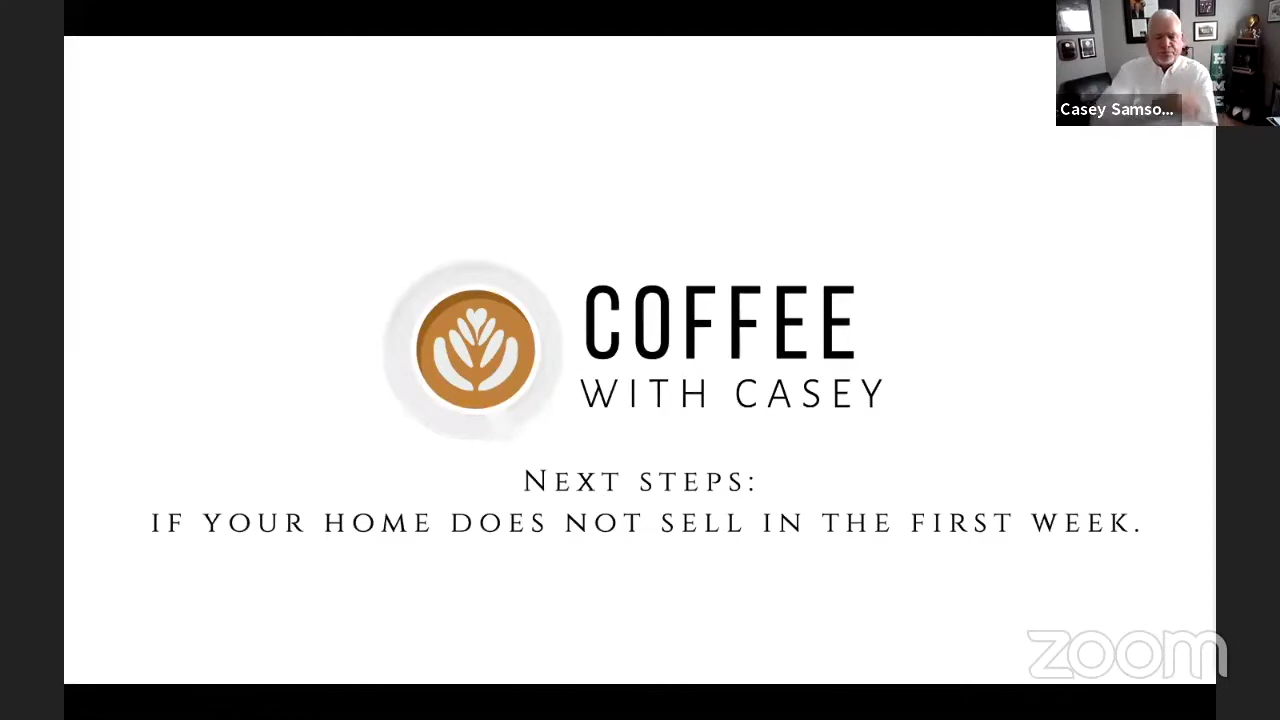 Casey Samso...
COFFEE
WITH CASEY
NEXT STEPS:
IF YOUR HOME DOES NOT SELL IN THE FIRST WEEK.
zoom